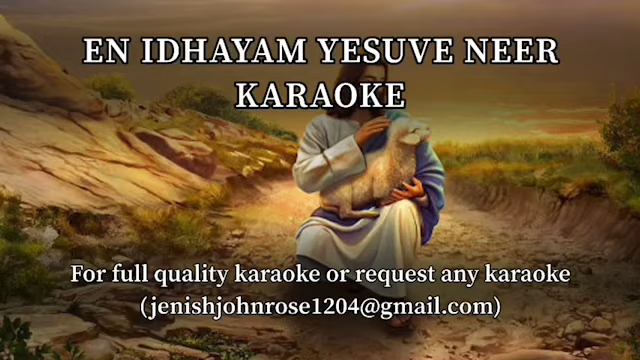 EN IDHAYAM YESUVE NEER
KARAOKE
For full quality karaoke or request any karaoke
(jenishjohnrose1204@gmail.com)